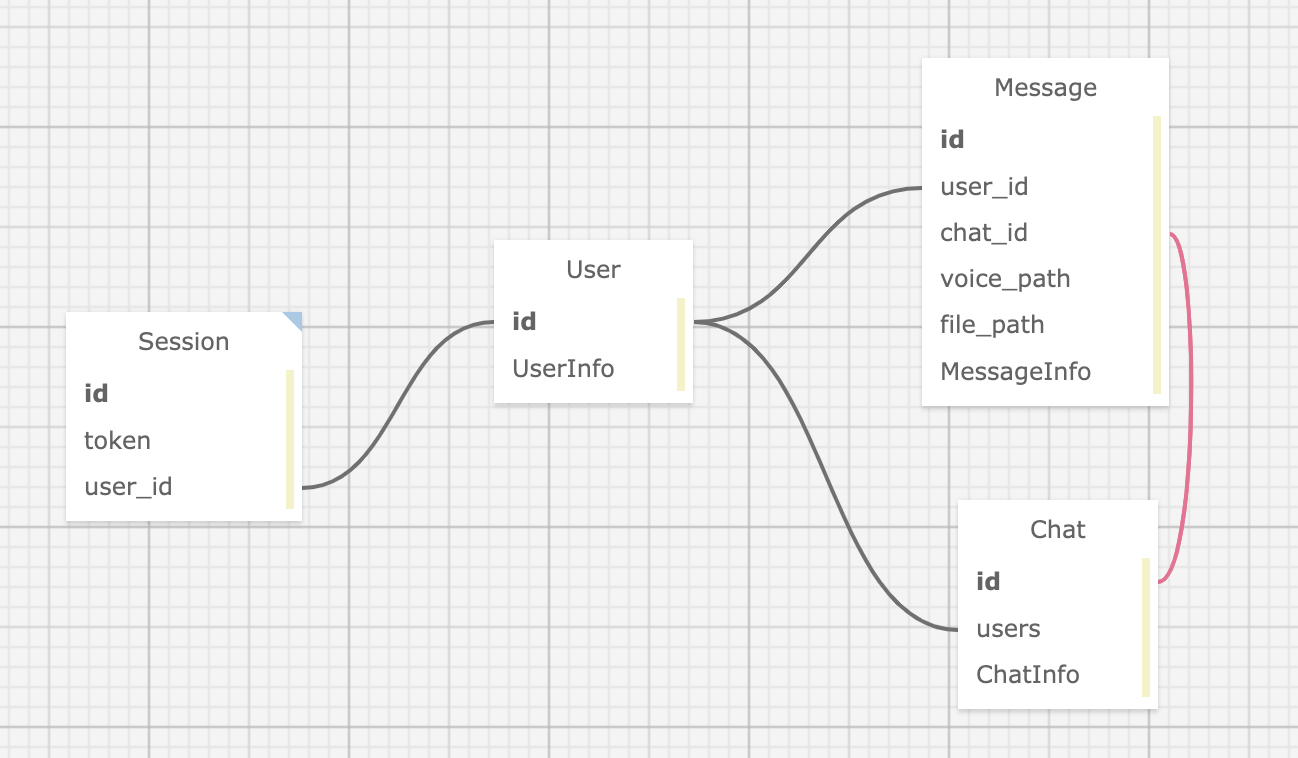 Session
id
token
user_id
User
id
UserInfo
Message
id
user_id
chat_id
voice_path
file_path
MessageInfo
Chat
id
users
ChatInfo